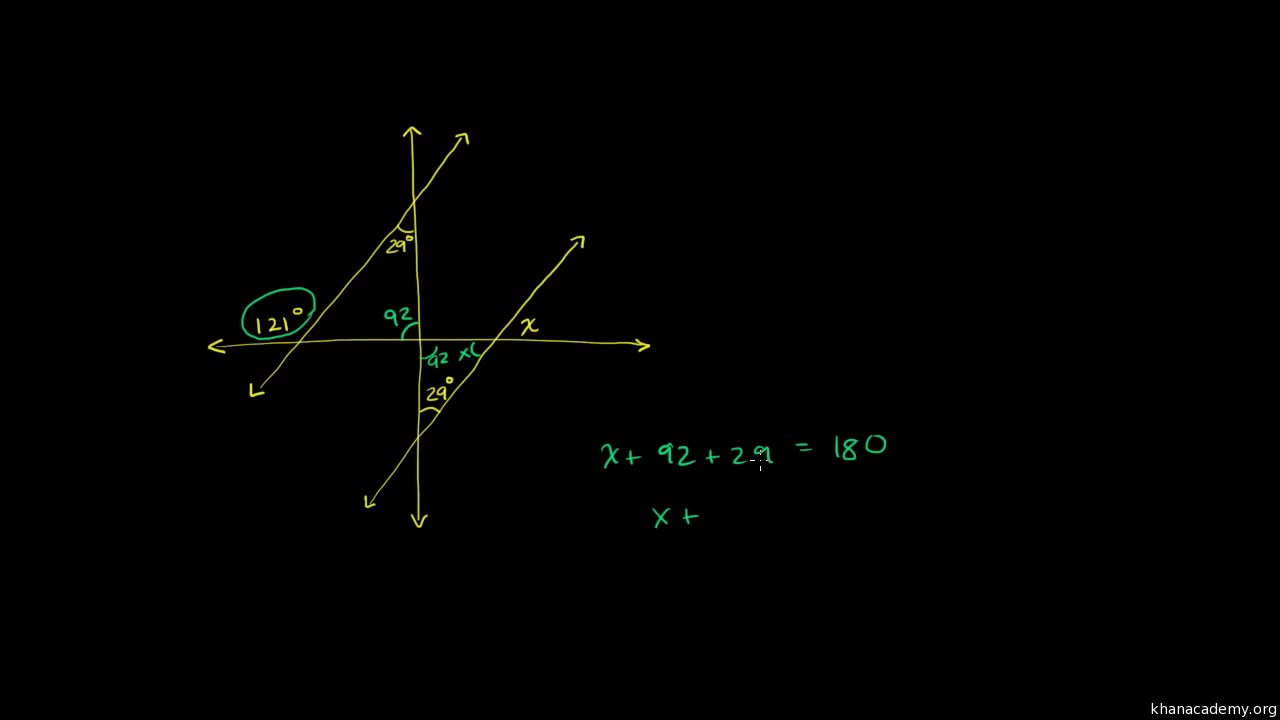 29°
121°
92
x
92 x
29°
x + 92 + 29 = 180
x +
khanacademy.org